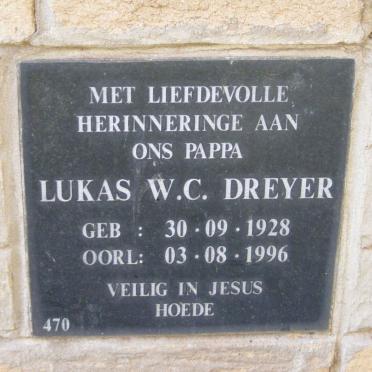 MET LIEFDEVOLLE
HERINNERINGE AAN
ONS PAPPA
LUKAS W.C. DREYER
GEB : 30·09·1928
OORL: 03·08·1996
VEILIG IN JESUS
HOEDE
470